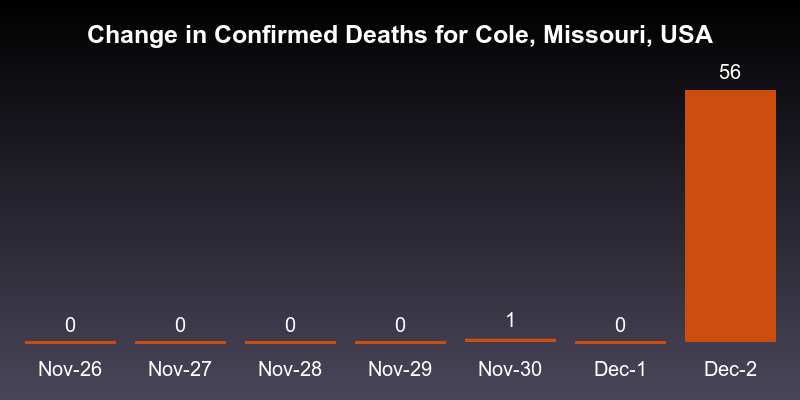 Change in Confirmed Deaths for Cole, Missouri, USA
56
0 0 0 0 1 0
Nov-26 Nov-27 Nov-28 Nov-29 Nov-30 Dec-1 Dec-2